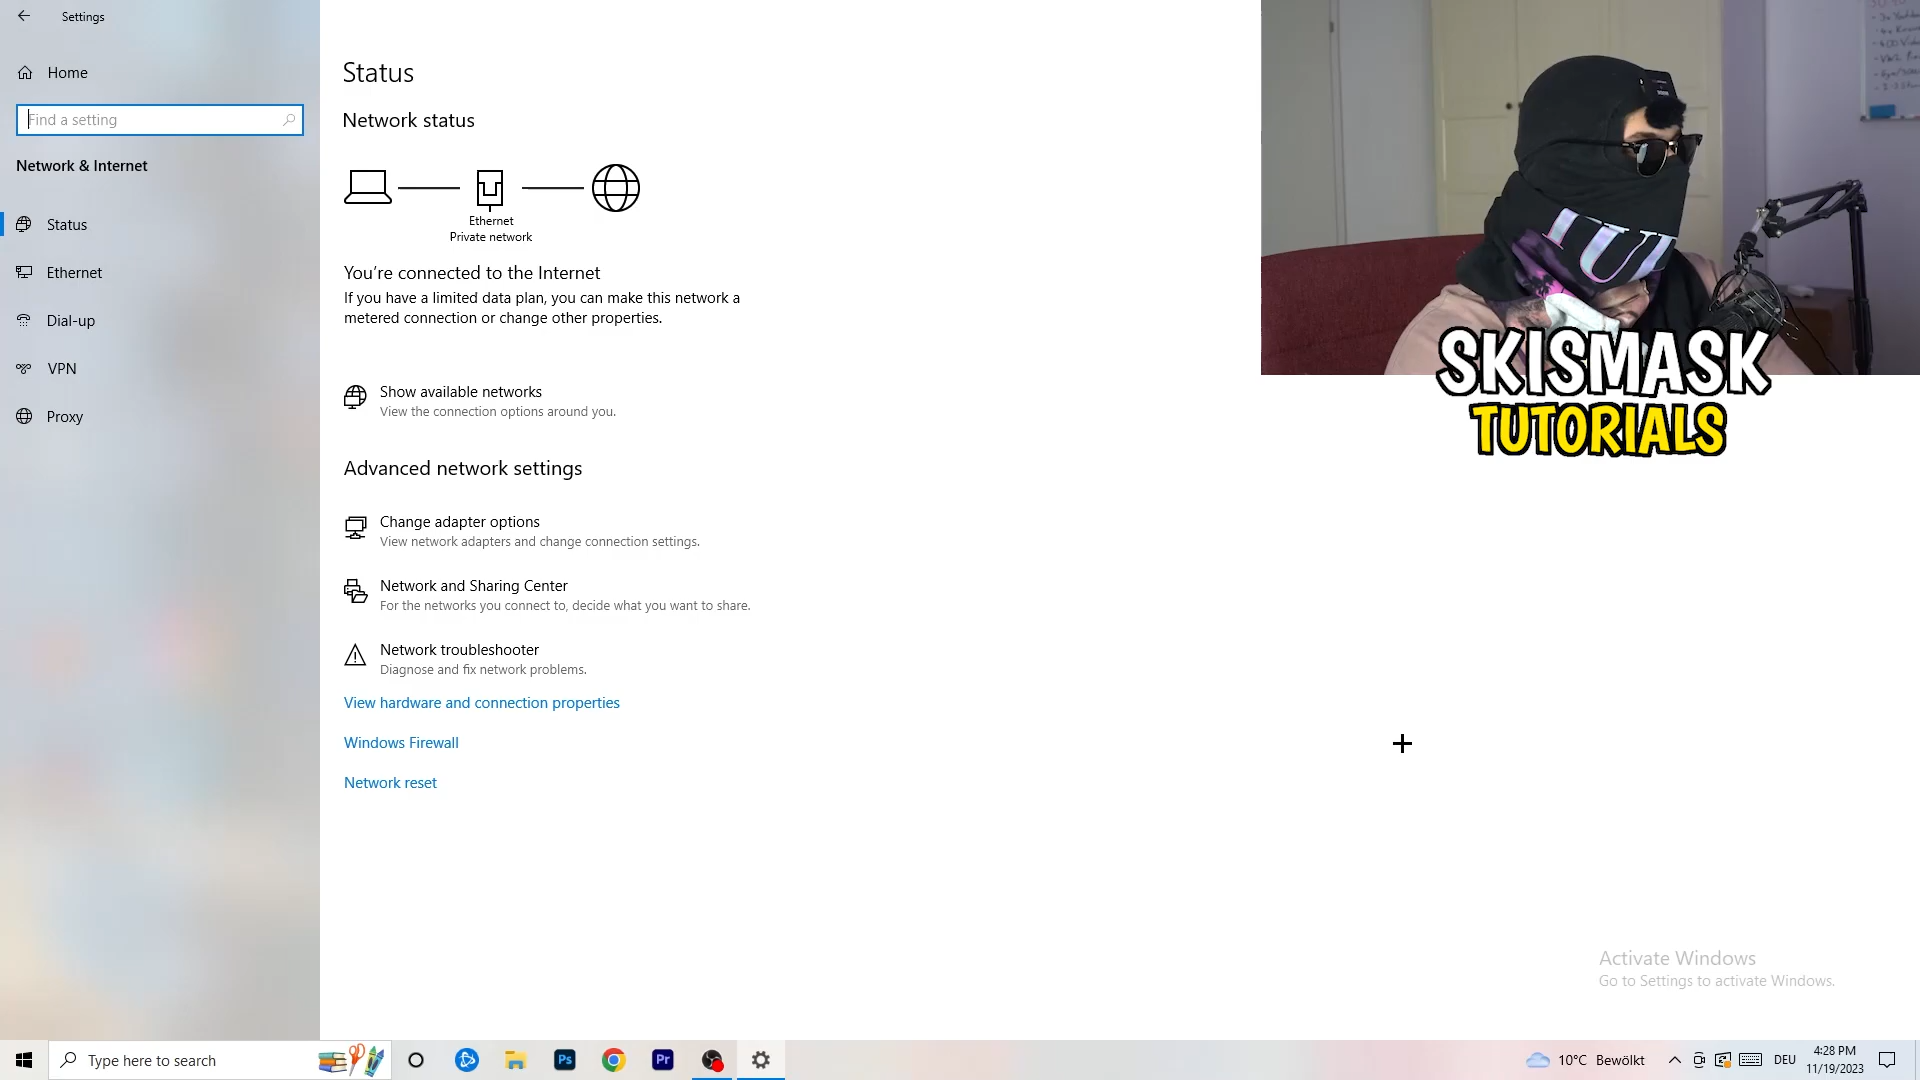 Settings
Home
Find a setting
Network & Internet
Status
Ethernet
Dial-up
VPN
Proxy
Status
Network status
Ethernet
Private network
You’re connected to the Internet
If you have a limited data plan, you can make this network a
metered connection or change other properties.
Show available networks
View the connection options around you.
Advanced network settings
Change adapter options
View network adapters and change connection settings.
Network and Sharing Center
For the networks you connect to, decide what you want to share.
Network troubleshooter
Diagnose and fix network problems.
View hardware and connection properties
Windows Firewall
Network reset
SKISMASK
TUTORIALS
Activate Windows
Go to Settings to activate Windows.
Type here to search
Ps
Pr
10°C Bewölkt
DEU
4:28 PM
11/19/2023